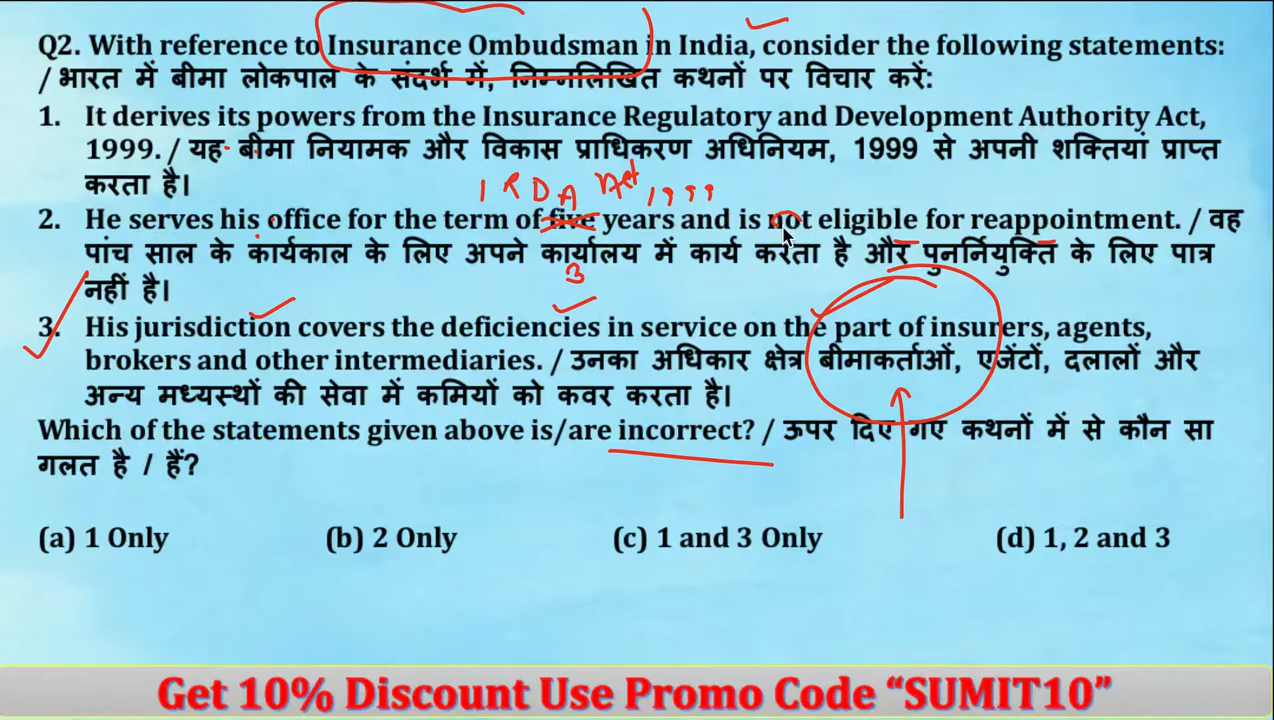 Q2. With reference to Insurance Ombudsman in India, consider the following statements:
/ भारत में बीमा लोकपाल के संदर्भ में, निम्नलिखित कथनों पर विचार करें:
1. It derives its powers from the Insurance Regulatory and Development Authority Act,
1999. / यह बीमा नियामक और विकास प्राधिकरण अधिनियम, 1999 से अपनी शक्तियां प्राप्त
करता है।
IRDA Act 1999
2. He serves his office for the term of five years and is not eligible for reappointment. / वह
पांच साल के कार्यकाल के लिए अपने कार्यालय में कार्य करता है और पुनर्नियुक्ति के लिए पात्र
3
नहीं है।
3. His jurisdiction covers the deficiencies in service on the part of insurers, agents,
brokers and other intermediaries. / उनका अधिकार क्षेत्र बीमाकर्ताओं, एजेंटों, दलालों और
अन्य मध्यस्थों की सेवा में कमियों को कवर करता है।
Which of the statements given above is/are incorrect? / ऊपर दिए गए कथनों में से कौन सा
गलत है / हैं?
(a) 1 Only (b) 2 Only (c) 1 and 3 Only (d) 1, 2 and 3
Get 10% Discount Use Promo Code “SUMIT10”